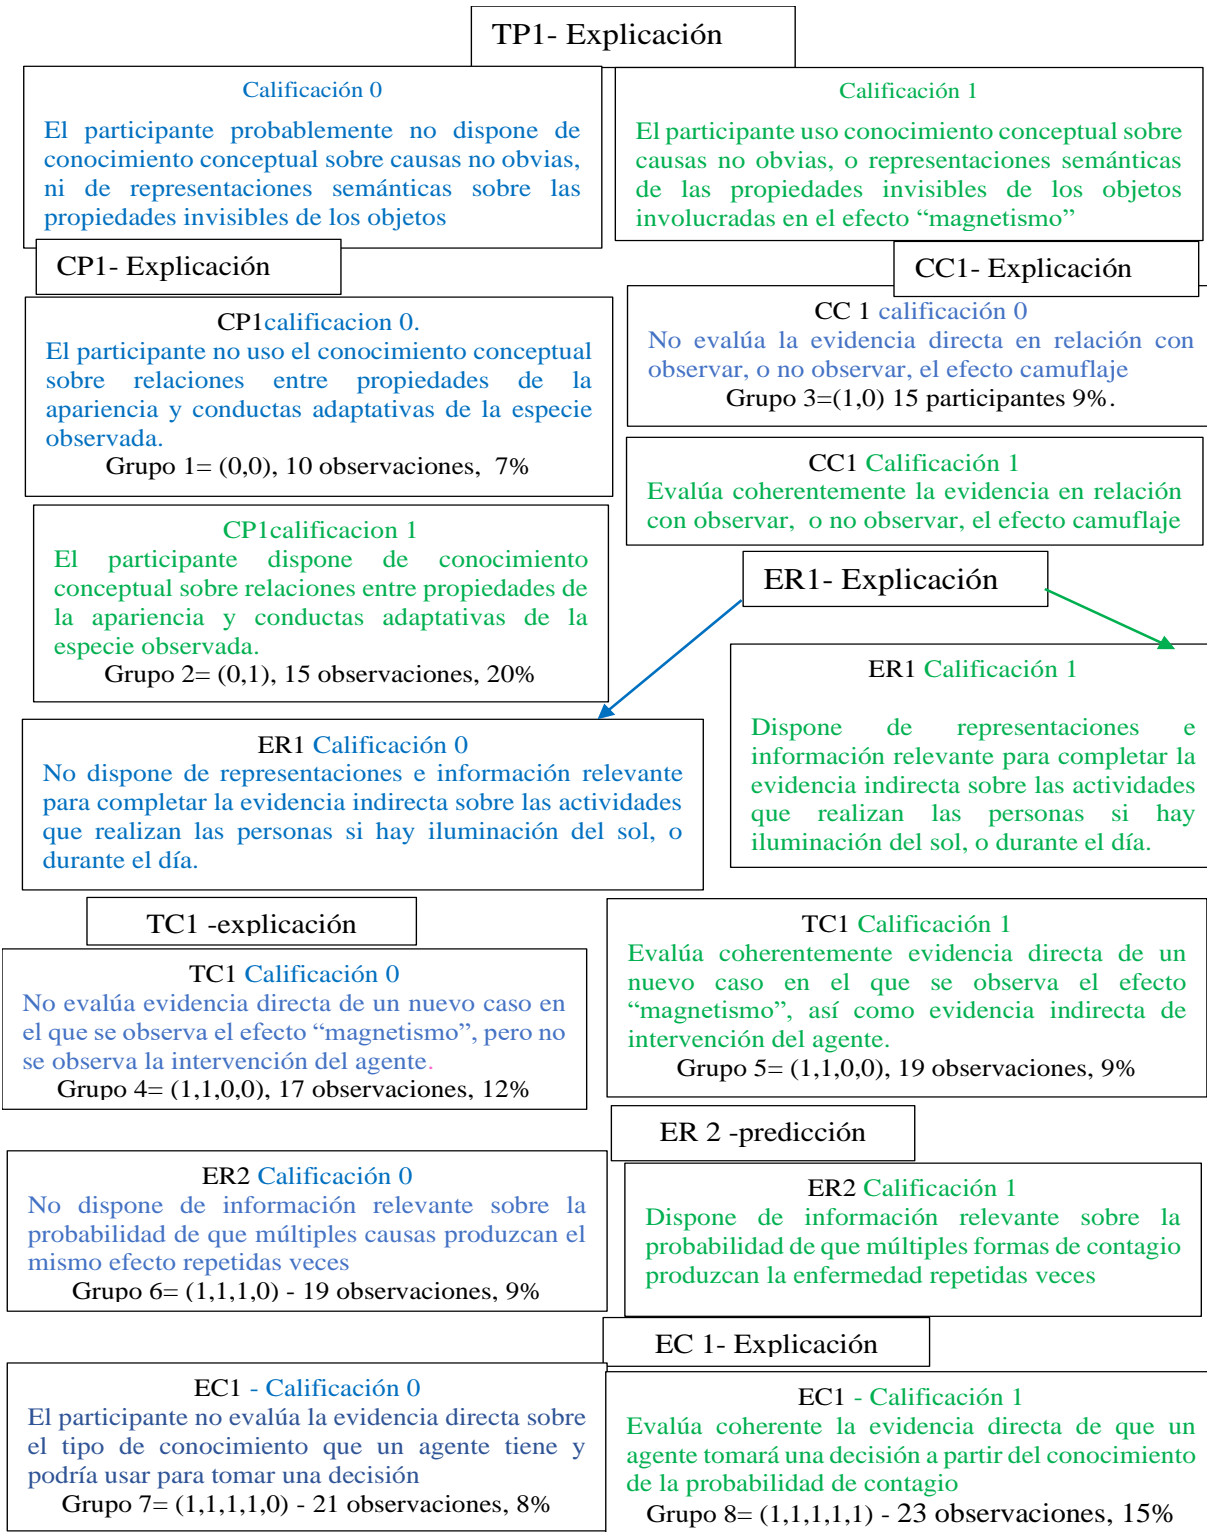 TP1- Explicación
Calificación 0
El participante probablemente no dispone de
conocimiento conceptual sobre causas no obvias,
ni de representaciones semánticas sobre las
propiedades invisibles de los objetos
Calificación 1
El participante uso conocimiento conceptual sobre
causas no obvias, o representaciones semánticas
de las propiedades invisibles de los objetos
involucradas en el efecto “magnetismo”
CP1- Explicación
CC1- Explicación
CP1calificacion 0.
El participante no uso el conocimiento conceptual
sobre relaciones entre propiedades de la
apariencia y conductas adaptativas de la especie
observada.
Grupo 1= (0,0), 10 observaciones, 7%
CC 1 calificación 0
No evalúa la evidencia directa en relación con
observar, o no observar, el efecto camuflaje
Grupo 3=(1,0) 15 participantes 9%.
CC1 Calificación 1
Evalúa coherentemente la evidencia en relación
con observar, o no observar, el efecto camuflaje
CP1calificacion 1
El participante dispone de conocimiento
conceptual sobre relaciones entre propiedades de
la apariencia y conductas adaptativas de la
especie observada.
Grupo 2= (0,1), 15 observaciones, 20%
ER1- Explicación
ER1 Calificación 1
Dispone de representaciones e
información relevante para completar la
evidencia indirecta sobre las actividades
que realizan las personas si hay
iluminación del sol, o durante el día.
ER1 Calificación 0
No dispone de representaciones e información relevante
para completar la evidencia indirecta sobre las actividades
que realizan las personas si hay iluminación del sol, o
durante el día.
TC1 -explicación
TC1 Calificación 0
No evalúa evidencia directa de un nuevo caso en
el que se observa el efecto “magnetismo”, pero no
se observa la intervención del agente.
Grupo 4= (1,1,0,0), 17 observaciones, 12%
TC1 Calificación 1
Evalúa coherentemente evidencia directa de un
nuevo caso en el que se observa el efecto
“magnetismo”, así como evidencia indirecta de
intervención del agente.
Grupo 5= (1,1,0,0), 19 observaciones, 9%
ER 2 -predicción
ER2 Calificación 0
No dispone de información relevante sobre la
probabilidad de que múltiples causas produzcan el
mismo efecto repetidas veces
Grupo 6= (1,1,1,0) - 19 observaciones, 9%
ER2 Calificación 1
Dispone de información relevante sobre la
probabilidad de que múltiples formas de contagio
produzcan la enfermedad repetidas veces
EC 1- Explicación
EC1 - Calificación 0
El participante no evalúa la evidencia directa sobre
el tipo de conocimiento que un agente tiene y
podría usar para tomar una decisión
Grupo 7= (1,1,1,1,0) - 21 observaciones, 8%
EC1 - Calificación 1
Evalúa coherente la evidencia directa de que un
agente tomará una decisión a partir del conocimiento
de la probabilidad de contagio
Grupo 8= (1,1,1,1,1) - 23 observaciones, 15%